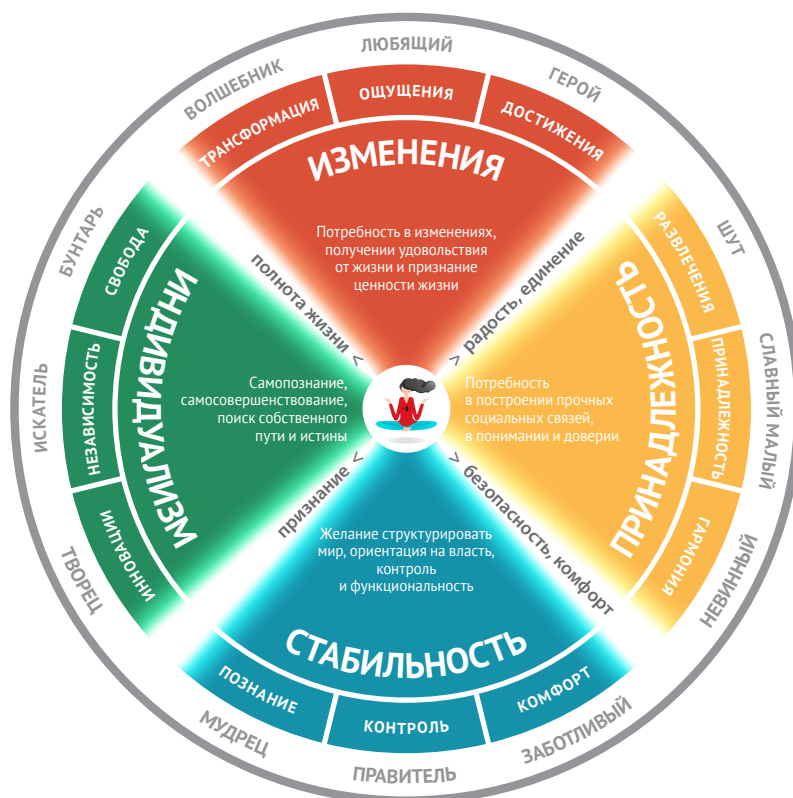 ЛЮБЯЩИЙ
ВОЛШЕБНИК
ГЕРОЙ
ТРАНСФОРМАЦИЯ
ОЩУЩЕНИЯ
ДОСТИЖЕНИЯ
ИЗМЕНЕНИЯ
Потребность в изменениях,
получении удовольствия
от жизни и признание
ценности жизни
ШУТ
СЛАВНЫЙ МАЛЫЙ
НЕВИННЫЙ
РАЗВЛЕЧЕНИЯ
ПРИНАДЛЕЖНОСТЬ
ГАРМОНИЯ
ПРИНАДЛЕЖНОСТЬ
Потребность
в построении прочных
социальных связей,
в понимании и доверии
БУНТАРЬ
ИСКАТЕЛЬ
ТВОРЕЦ
СВОБОДА
НЕЗАВИСИМОСТЬ
ИННОВАЦИИ
ИНДИВИДУАЛИЗМ
Самопознание,
самосовершенствование,
поиск собственного
пути и истины
полнота жизни <
> радость, единение
признание <
> безопасность, комфорт
Желание структурировать
мир, ориентация на власть,
контроль
и функциональность
СТАБИЛЬНОСТЬ
ПОЗНАНИЕ
КОНТРОЛЬ
КОМФОРТ
МУДРЕЦ
ПРАВИТЕЛЬ
ЗАБОТЛИВЫЙ